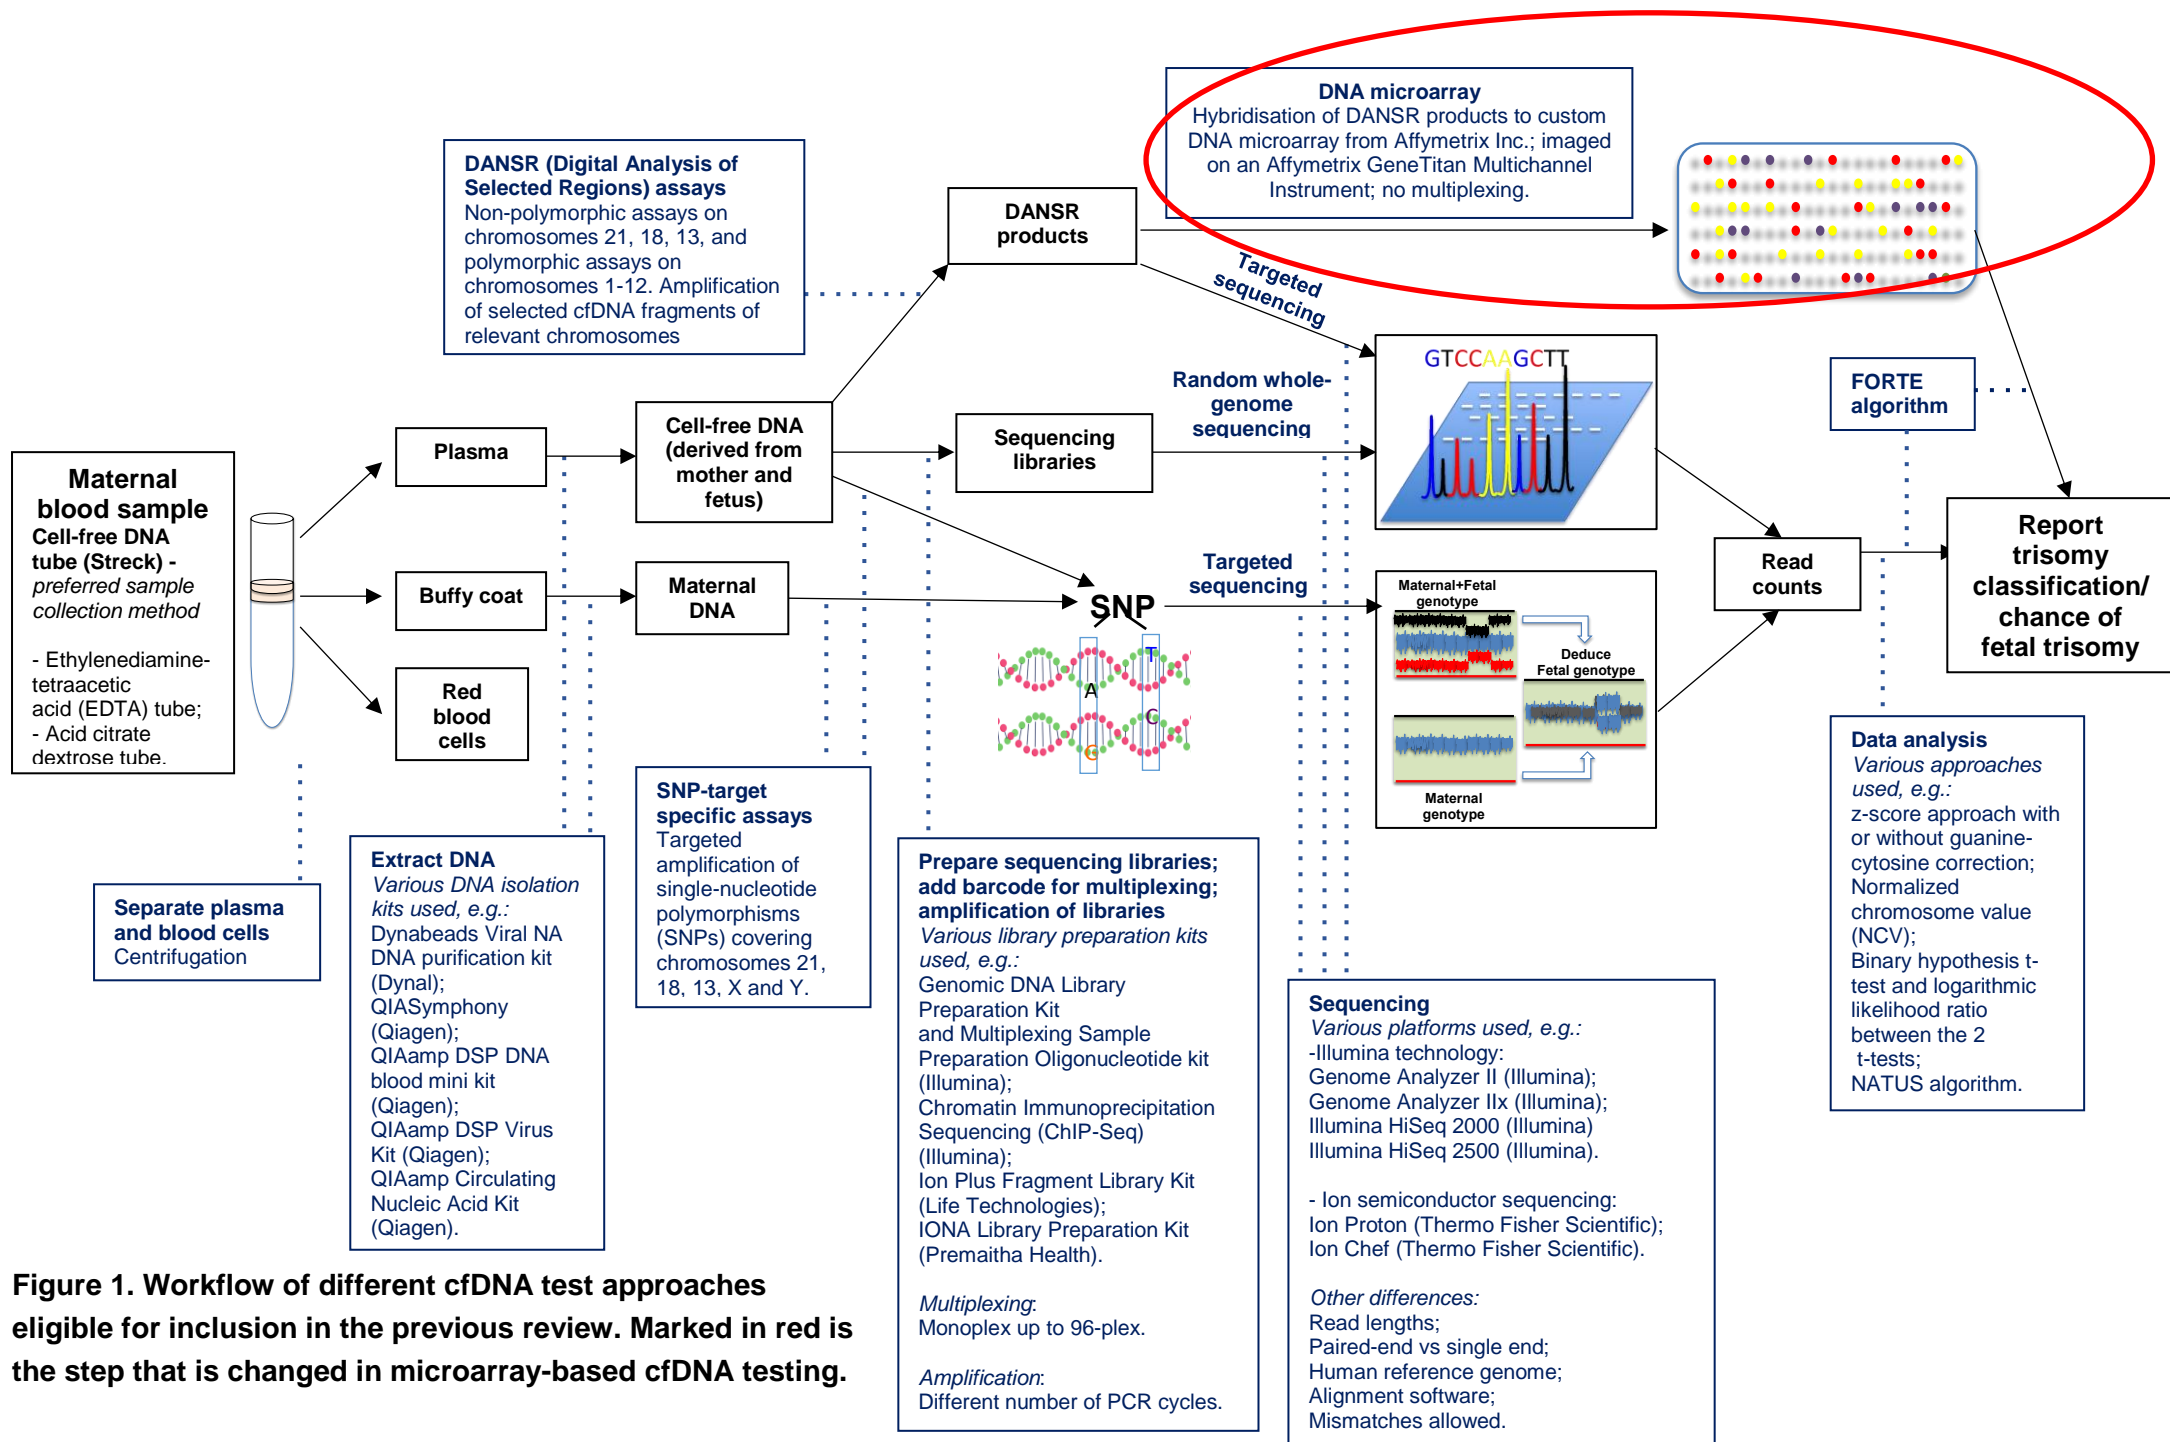 DNA microarray
Hybridisation of DANSR products to custom
DNA microarray from Affymetrix Inc.; imaged
on an Affymetrix GeneTitan Multichannel
Instrument; no multiplexing.
DANSR (Digital Analysis of
Selected Regions) assays
Non-polymorphic assays on
chromosomes 21, 18, 13, and
polymorphic assays on
chromosomes 1-12. Amplification
of selected cfDNA fragments of
relevant chromosomes
DANSR
products
Targeted
sequencing
GTCCAAGCTT
Random whole-
genome
sequencing
FORTE
algorithm
Maternal
blood sample
Cell-free DNA
tube (Streck) -
preferred sample
collection method
- Ethylenediamine-
tetraacetic
acid (EDTA) tube;
- Acid citrate
dextrose tube.
Plasma
Cell-free DNA
(derived from
mother and
fetus)
Sequencing
libraries
Buffy coat
Maternal
DNA
Red
blood
cells
SNP
T
A
C
C
Targeted
sequencing
Maternal+Fetal
genotype
Deduce
Fetal genotype
Maternal
genotype
Read
counts
Report
trisomy
classification/
chance of
fetal trisomy
Separate plasma
and blood cells
Centrifugation
Extract DNA
Various DNA isolation
kits used, e.g.:
Dynabeads Viral NA
DNA purification kit
(Dynal);
QIASymphony
(Qiagen);
QIAamp DSP DNA
blood mini kit
(Qiagen);
QIAamp DSP Virus
Kit (Qiagen);
QIAamp Circulating
Nucleic Acid Kit
(Qiagen).
SNP-target
specific assays
Targeted
amplification of
single-nucleotide
polymorphisms
(SNPs) covering
chromosomes 21,
18, 13, X and Y.
Prepare sequencing libraries;
add barcode for multiplexing;
amplification of libraries
Various library preparation kits
used, e.g.:
Genomic DNA Library
Preparation Kit
and Multiplexing Sample
Preparation Oligonucleotide kit
(Illumina);
Chromatin Immunoprecipitation
Sequencing (ChIP-Seq)
(Illumina);
Ion Plus Fragment Library Kit
(Life Technologies);
IONA Library Preparation Kit
(Premaitha Health).
Multiplexing:
Monoplex up to 96-plex.
Amplification:
Different number of PCR cycles.
Sequencing
Various platforms used, e.g.:
-Illumina technology:
Genome Analyzer II (Illumina);
Genome Analyzer IIx (Illumina);
Illumina HiSeq 2000 (Illumina)
Illumina HiSeq 2500 (Illumina).
- Ion semiconductor sequencing:
Ion Proton (Thermo Fisher Scientific);
Ion Chef (Thermo Fisher Scientific).
Other differences:
Read lengths;
Paired-end vs single end;
Human reference genome;
Alignment software;
Mismatches allowed.
Data analysis
Various approaches
used, e.g.:
z-score approach with
or without guanine-
cytosine correction;
Normalized
chromosome value
(NCV);
Binary hypothesis t-
test and logarithmic
likelihood ratio
between the 2
t-tests;
NATUS algorithm.
Figure 1. Workflow of different cfDNA test approaches
eligible for inclusion in the previous review. Marked in red is
the step that is changed in microarray-based cfDNA testing.